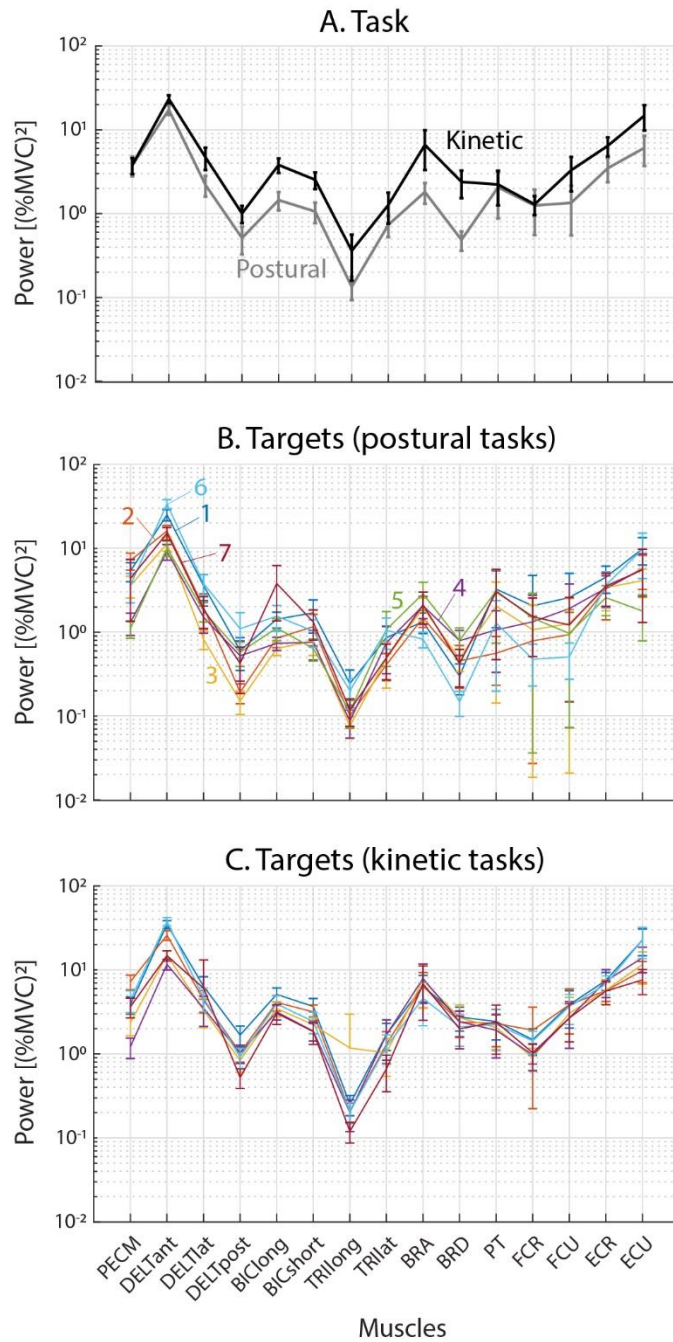 A. Task
Power [(%MVC)²]
10²
10¹
10⁰
10⁻¹
10⁻²
Kinetic
Postural
B. Targets (postural tasks)
Power [(%MVC)²]
10²
10¹
10⁰
10⁻¹
10⁻²
6
2
1
7
5
4
3
C. Targets (kinetic tasks)
Power [(%MVC)²]
10²
10¹
10⁰
10⁻¹
10⁻²
PECM
DELTant
DELTlat
DELTpost
BIClong
BICshort
TRIlong
TRIlat
BRA
BRD
PT
FCR
FCU
ECR
ECU
Muscles